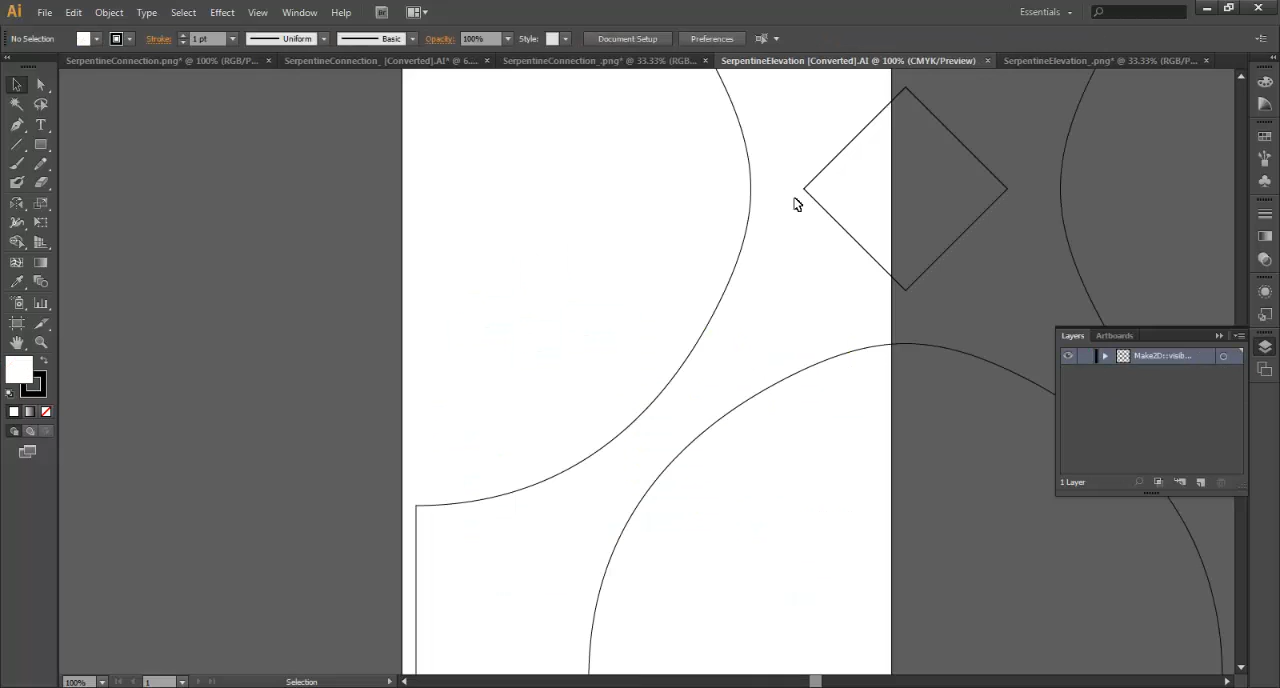 Ai File Edit Object Type Select Effect View Window Help Br Essentials
No Selection Stroke: 1 pt Uniform Basic Opacity: 100% Style: Document Setup Preferences
SerpentineConnection.png* @ 100% (RGB/P... × SerpentineConnection_ [Converted].AI* @ 6... × SerpentineConnection_.png* @ 33.33% (RGB... × SerpentineElevation [Converted].AI @ 100% (CMYK/Preview) × SerpentineElevation_.png* @ 33.33% (RGB/P... ×
T
Layers Artboards
Make2D::visib...
1 Layer
100% 1 Selection